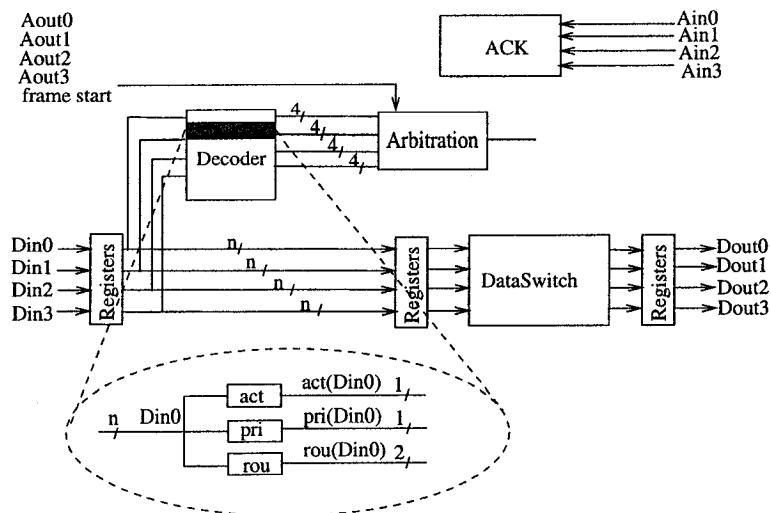 Aout0
Aout1
Aout2
Aout3
frame start
ACK
Ain0
Ain1
Ain2
Ain3
Decoder
4
4
4
4
Arbitration
Din0
Din1
Din2
Din3
Registers
n
n
n
n
Registers
DataSwitch
Registers
Dout0
Dout1
Dout2
Dout3
n
Din0
act
act(Din0) 1
pri
pri(Din0) 1
rou
rou(Din0) 2